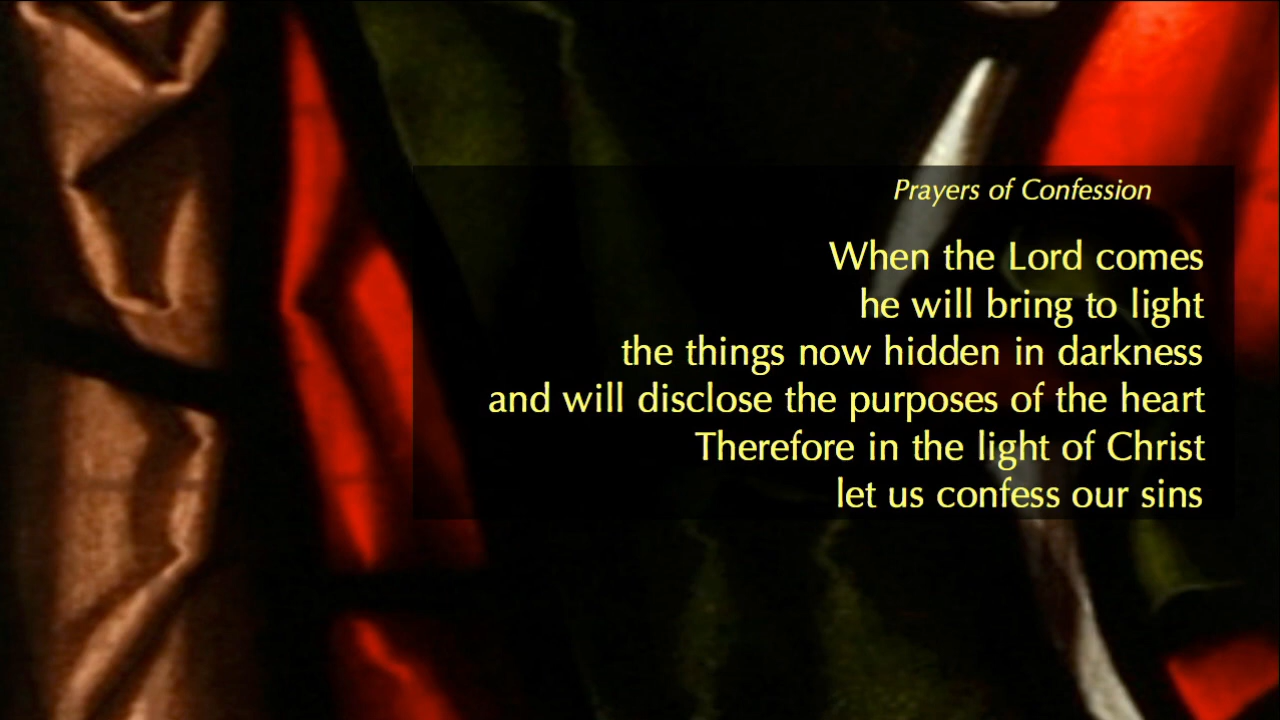 Prayers of Confession
When the Lord comes
he will bring to light
the things now hidden in darkness
and will disclose the purposes of the heart
Therefore in the light of Christ
let us confess our sins